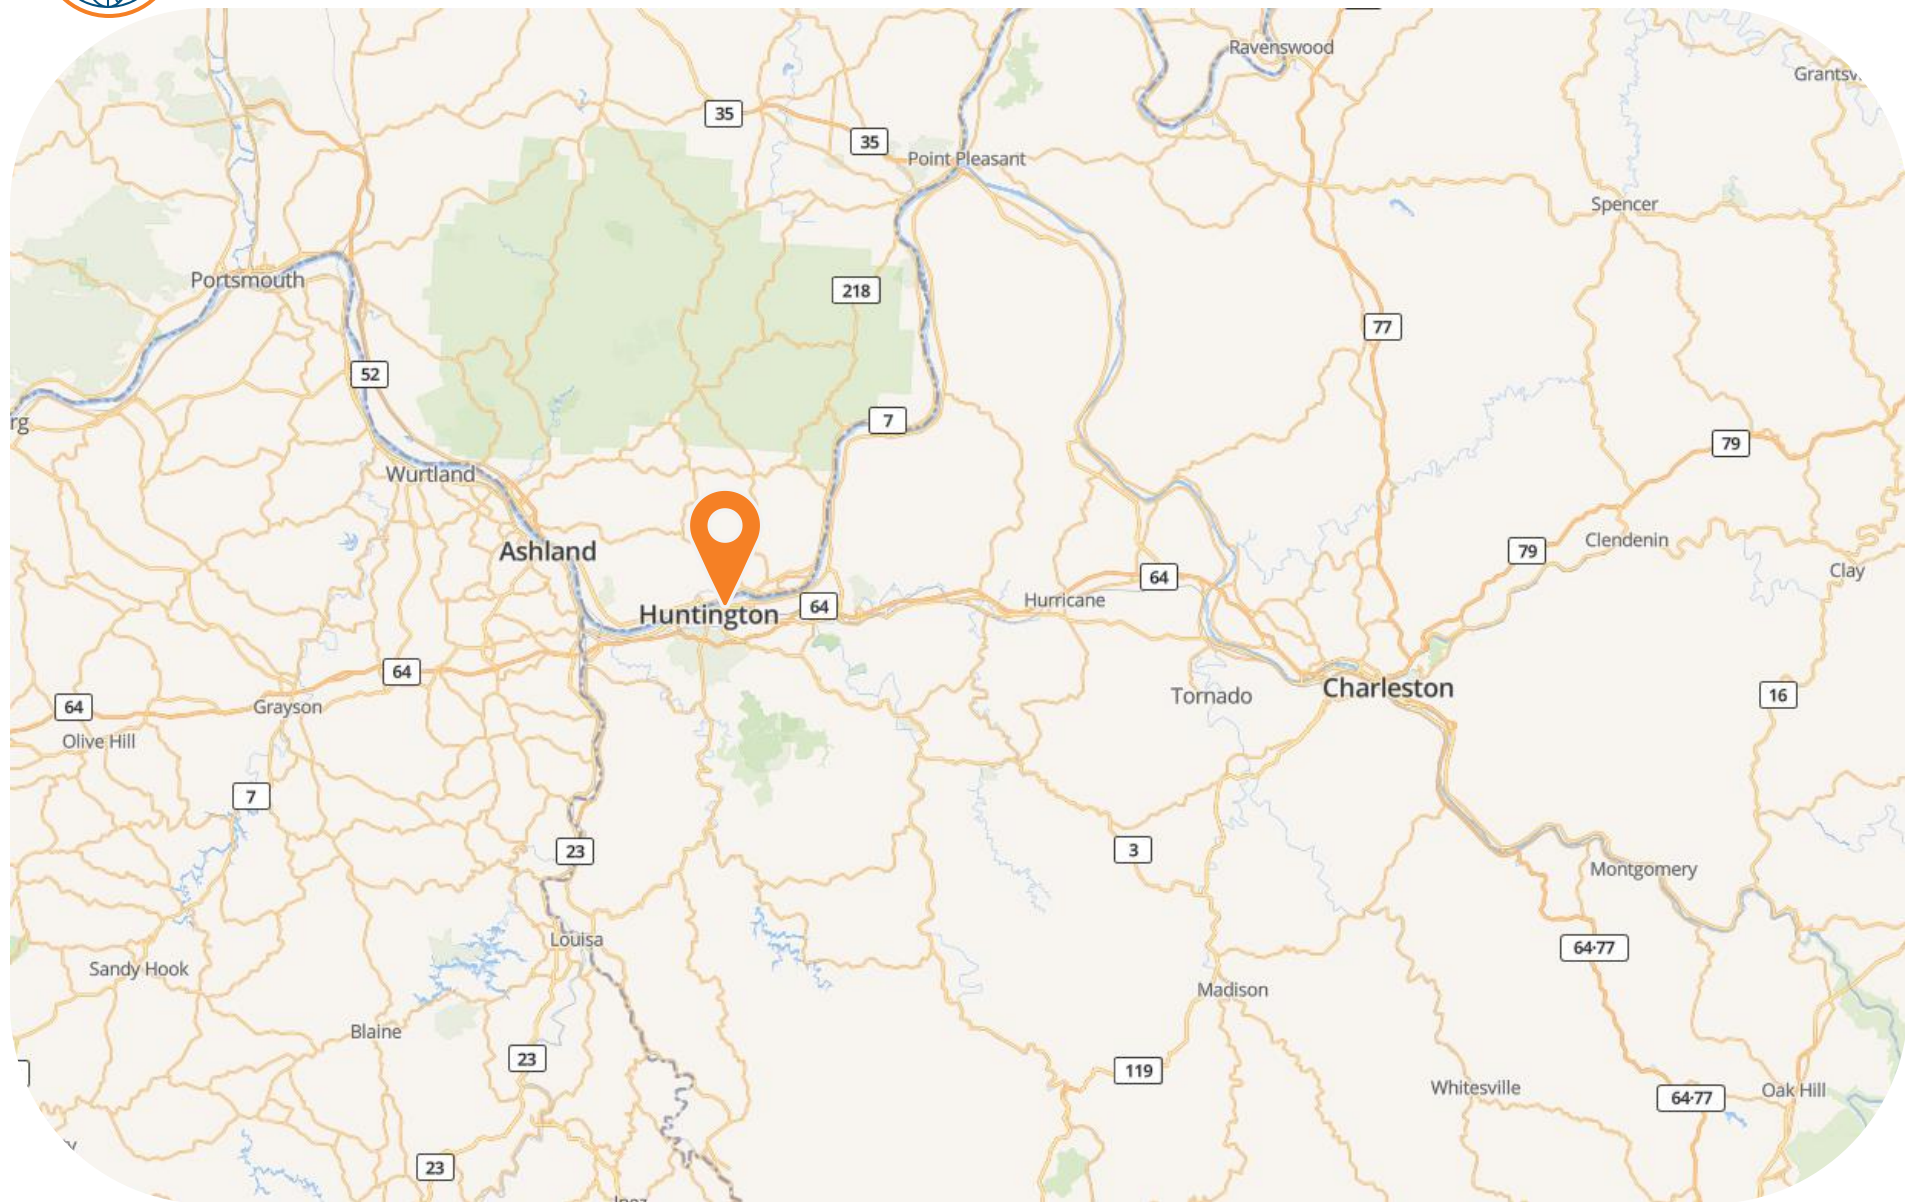 Ravenswood
Grantsv
35
35
Point Pleasant
Spencer
Portsmouth
218
77
52
rg
7
79
Wurtland
79
Clendenin
Ashland
64
Clay
Hurricane
64
Huntington
64
Charleston
16
Tornado
64
Grayson
Olive Hill
7
23
3
Montgomery
Louisa
64·77
Sandy Hook
Madison
Blaine
23
119
Whitesville
64·77
Oak Hill
23